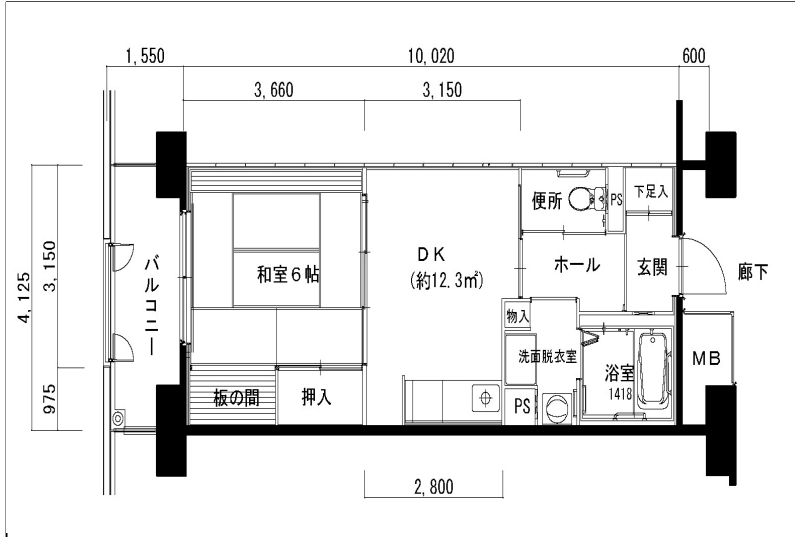 1,550
10,020
600
3,660
3,150
便所
PS
下足入
DK
(約12.3㎡)
和室6帖
ホール
玄関
廊下
バルコニー
4,125
3,150
975
物入
洗面脱衣室
浴室
1418
MB
板の間
押入
PS
2,800